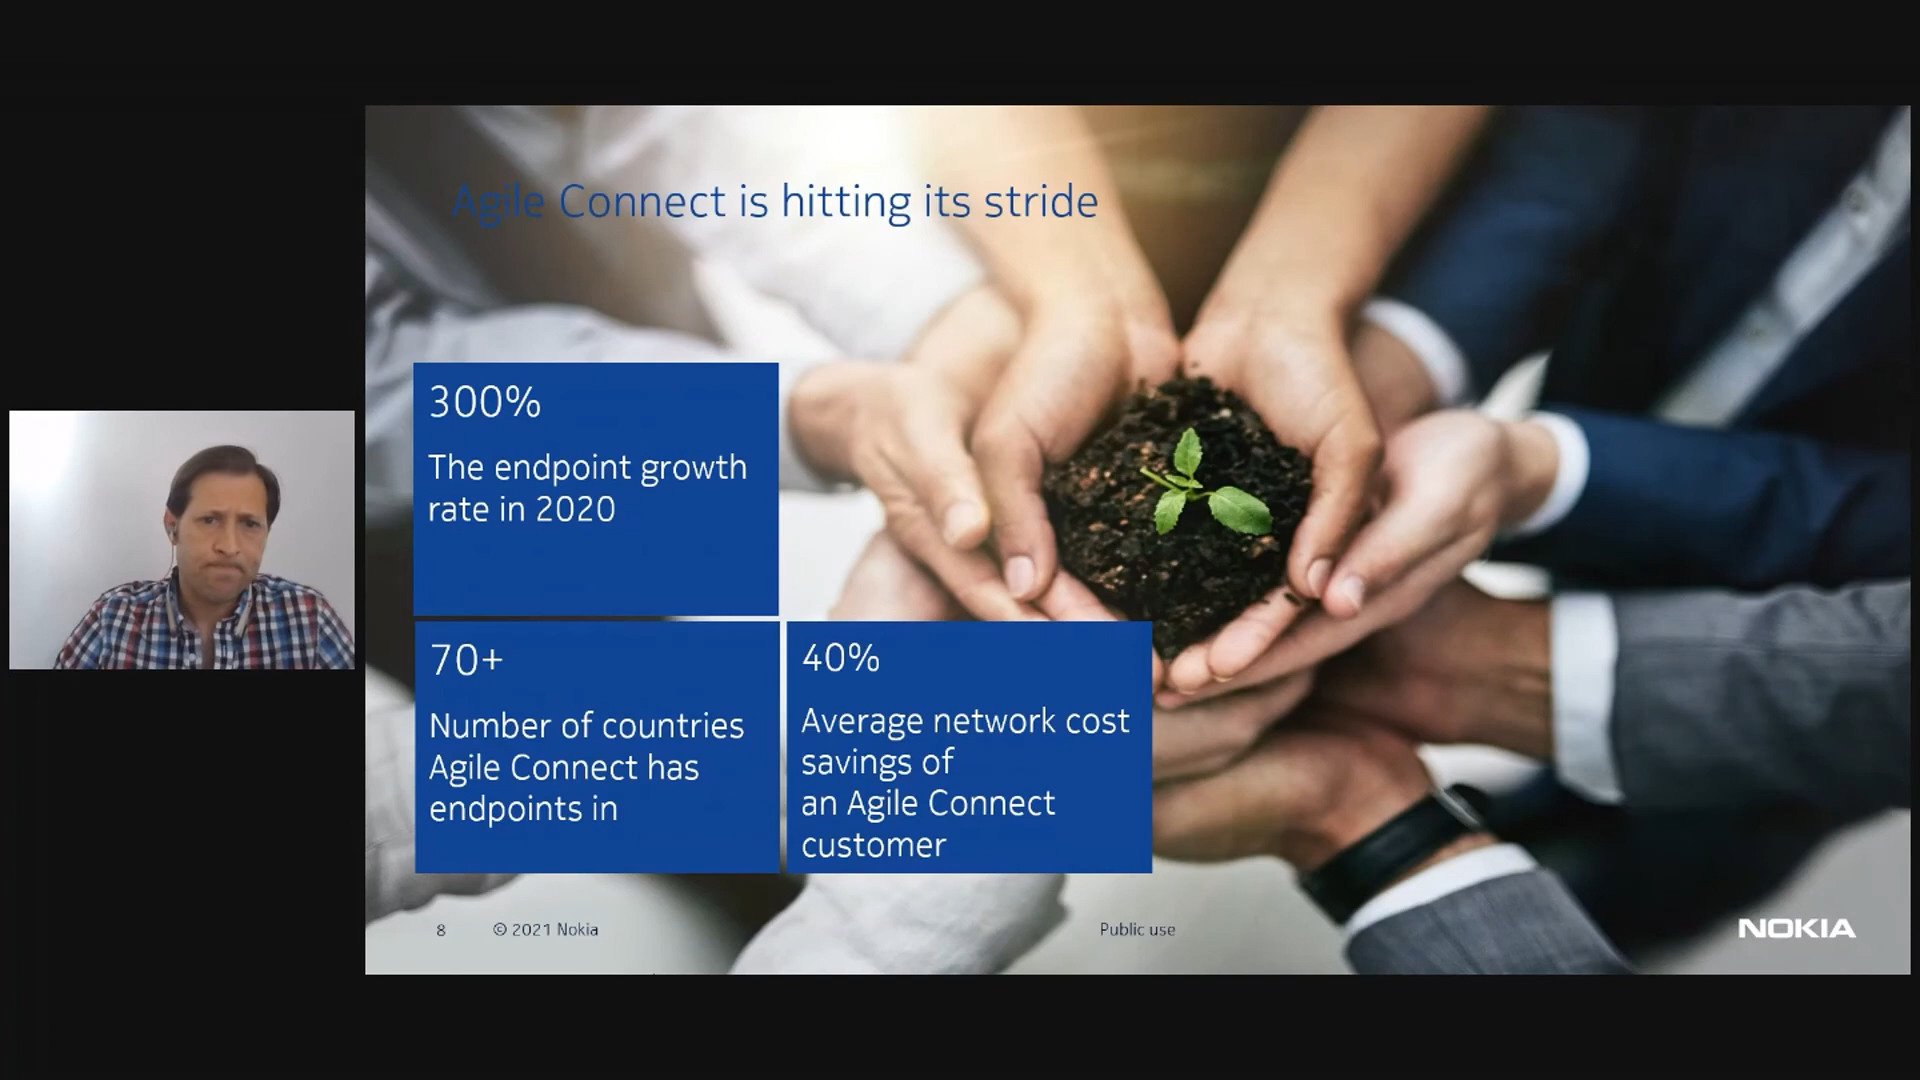 Agile Connect is hitting its stride
300%
The endpoint growth
rate in 2020
70+
Number of countries
Agile Connect has
endpoints in
40%
Average network cost
savings of
an Agile Connect
customer
8
© 2021 Nokia
Public use
NOKIA